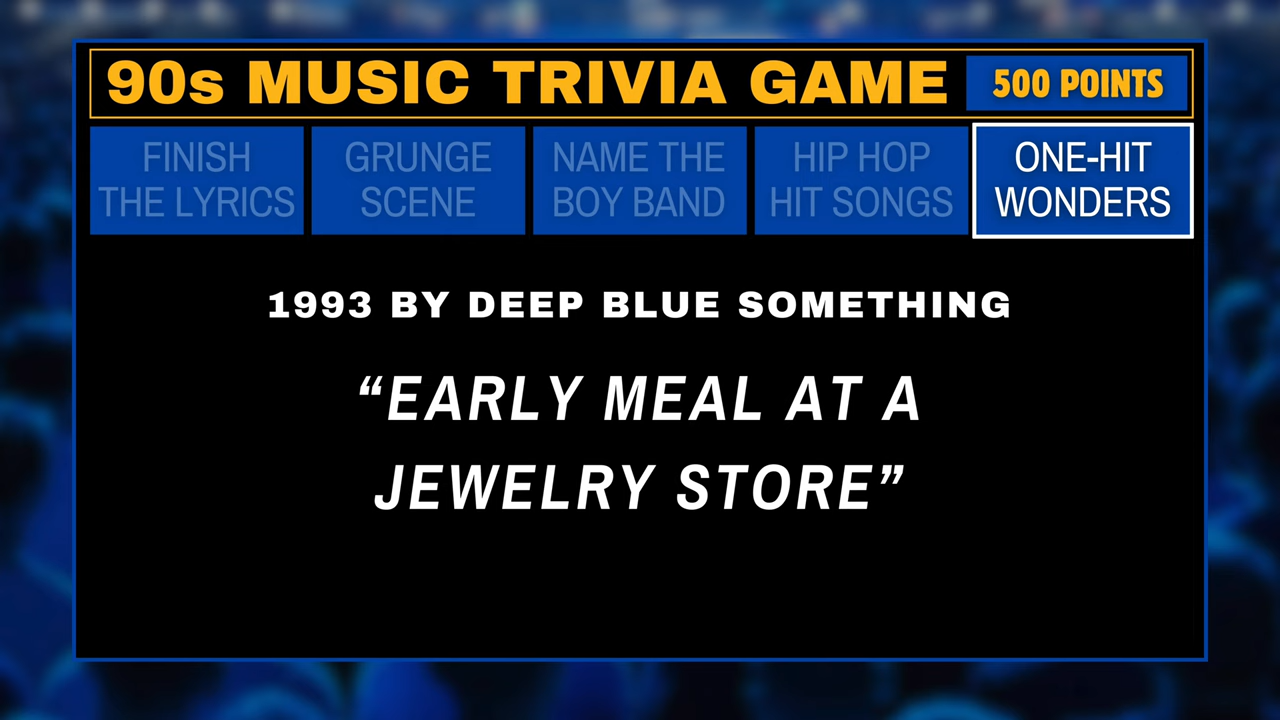 90s MUSIC TRIVIA GAME
500 POINTS
FINISH
THE LYRICS
GRUNGE
SCENE
NAME THE
BOY BAND
HIP HOP
HIT SONGS
ONE-HIT
WONDERS
1993 BY DEEP BLUE SOMETHING
“EARLY MEAL AT A
JEWELRY STORE”